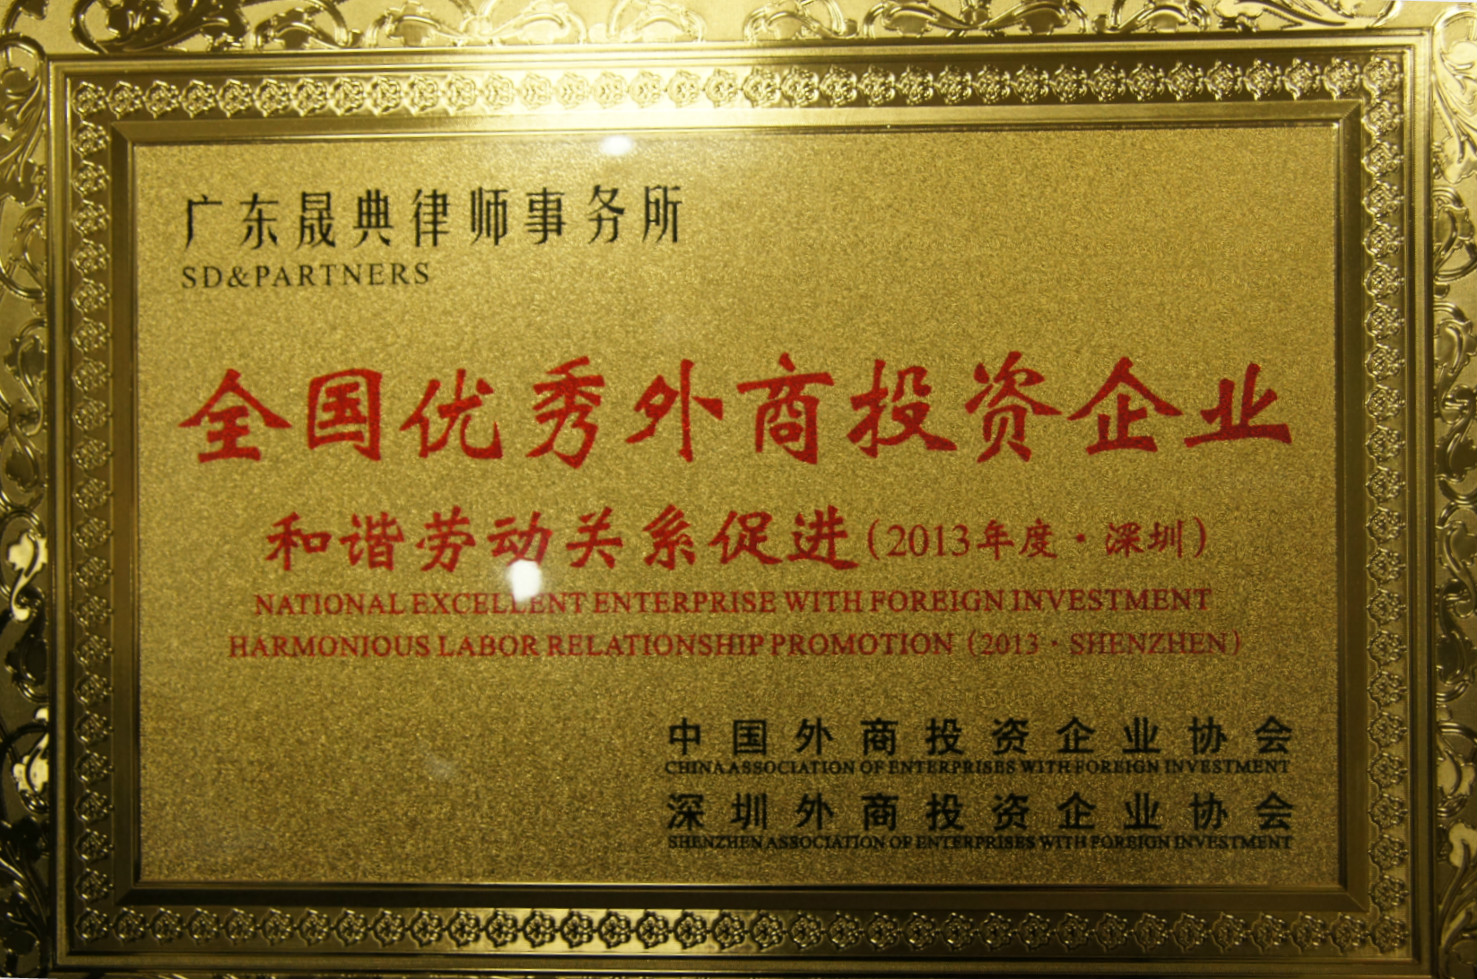 广东晟典律师事务所
SD&PARTNERS
全国优秀外商投资企业
和谐劳动关系促进（2013年度·深圳）
NATIONAL EXCELLENT ENTERPRISE WITH FOREIGN INVESTMENT
HARMONIOUS LABOR RELATIONSHIP PROMOTION（2013·SHENZHEN）
中国外商投资企业协会
CHINA ASSOCIATION OF ENTERPRISES WITH FOREIGN INVESTMENT
深圳外商投资企业协会
SHENZHEN ASSOCIATION OF ENTERPRISES WITH FOREIGN INVESTMENT